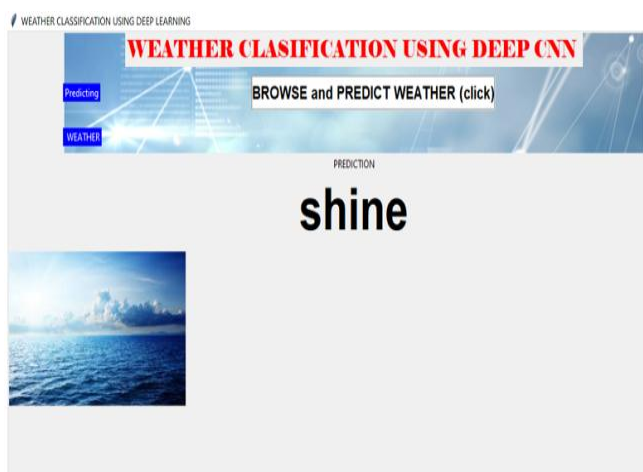 WEATHER CLASSIFICATION USING DEEP LEARNING
WEATHER CLASIFICATION USING DEEP CNN
Predicting
BROWSE and PREDICT WEATHER (click)
WEATHER
PREDICTION
shine